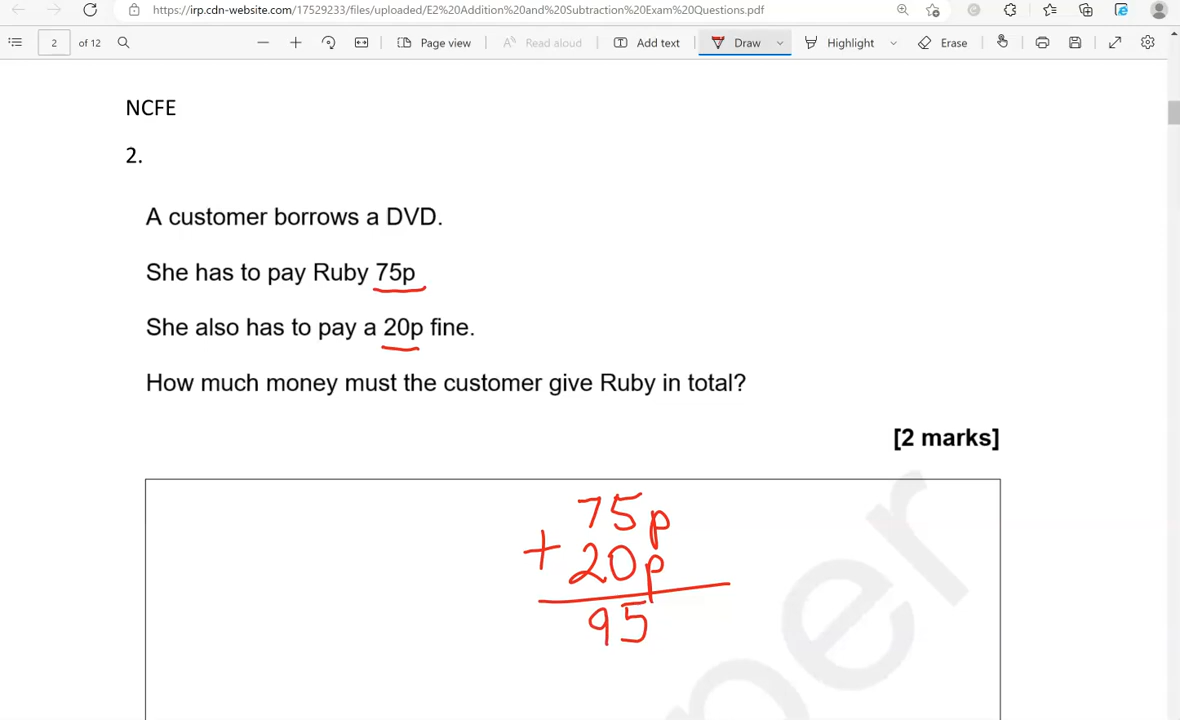 https://irp.cdn-website.com/17529233/files/uploaded/E2%20Addition%20and%20Subtraction%20Exam%20Questions.pdf
2 of 12 Page view Read aloud Add text Draw Highlight Erase
NCFE
2.
A customer borrows a DVD.
She has to pay Ruby 75p
She also has to pay a 20p fine.
How much money must the customer give Ruby in total?
[2 marks]
75p
+ 20p
95